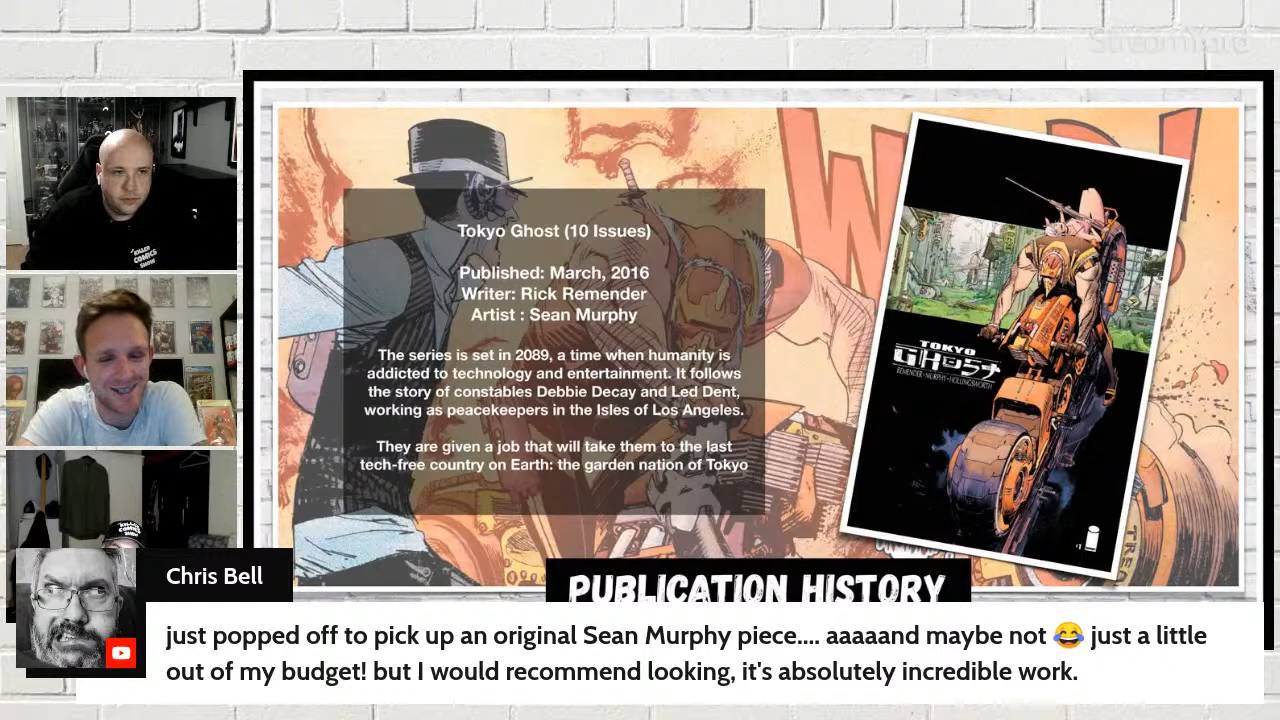 StreamYard
Tokyo Ghost (10 Issues)
Published: March, 2016
Writer: Rick Remender
Artist : Sean Murphy
The series is set in 2089, a time when humanity is
addicted to technology and entertainment. It follows
the story of constables Debbie Decay and Led Dent,
working as peacekeepers in the Isles of Los Angeles.
They are given a job that will take them to the last
tech-free country on Earth: the garden nation of Tokyo
TOKYO
GHOST
REMENDER • MURPHY • HOLLINGSWORTH
KILLER
COMICS
SHOW
PUBLICATION HISTORY
Chris Bell
just popped off to pick up an original Sean Murphy piece.... aaaaand maybe not 😂 just a little
out of my budget! but I would recommend looking, it's absolutely incredible work.